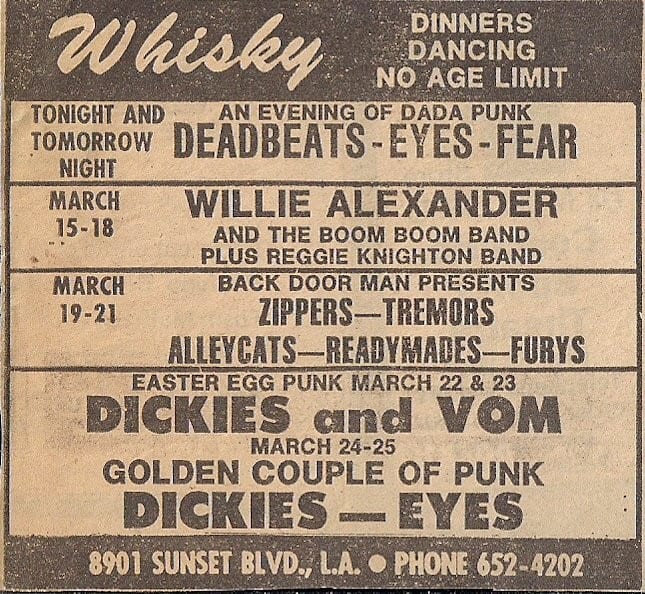 Whisky
DINNERS
DANCING
NO AGE LIMIT
TONIGHT AND
TOMORROW
NIGHT
AN EVENING OF DADA PUNK
DEADBEATS - EYES - FEAR
MARCH
15-18
WILLIE ALEXANDER
AND THE BOOM BOOM BAND
PLUS REGGIE KNIGHTON BAND
MARCH
19-21
BACK DOOR MAN PRESENTS
ZIPPERS—TREMORS
ALLEYCATS—READYMADES—FURYS
EASTER EGG PUNK MARCH 22 & 23
DICKIES and VOM
MARCH 24-25
GOLDEN COUPLE OF PUNK
DICKIES — EYES
8901 SUNSET BLVD., L.A. ● PHONE 652-4202